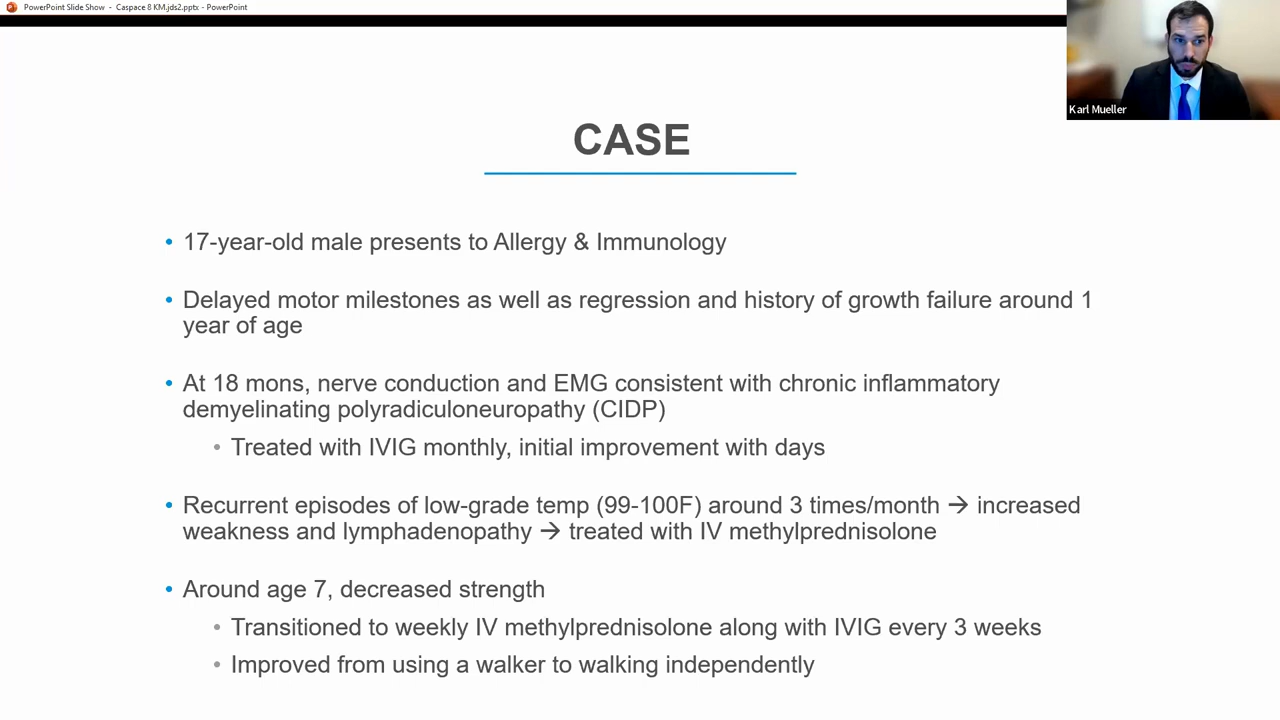 PowerPoint Slide Show - Caspace 8 KM.jds2.pptx - PowerPoint
Karl Mueller
CASE
• 17-year-old male presents to Allergy & Immunology
• Delayed motor milestones as well as regression and history of growth failure around 1
year of age
• At 18 mons, nerve conduction and EMG consistent with chronic inflammatory
demyelinating polyradiculoneuropathy (CIDP)
• Treated with IVIG monthly, initial improvement with days
• Recurrent episodes of low-grade temp (99-100F) around 3 times/month → increased
weakness and lymphadenopathy → treated with IV methylprednisolone
• Around age 7, decreased strength
• Transitioned to weekly IV methylprednisolone along with IVIG every 3 weeks
• Improved from using a walker to walking independently